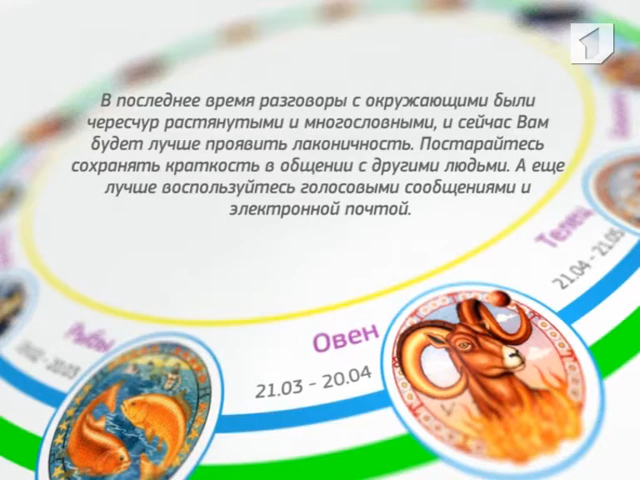 В последнее время разговоры с окружающими были
чересчур растянутыми и многословными, и сейчас Вам
будет лучше проявить лаконичность. Постарайтесь
сохранять краткость в общении с другими людьми. А еще
лучше воспользуйтесь голосовыми сообщениями и
электронной почтой.
Телец
21.04 - 21.05
Рыбы
Овен
21.03 - 20.04
1